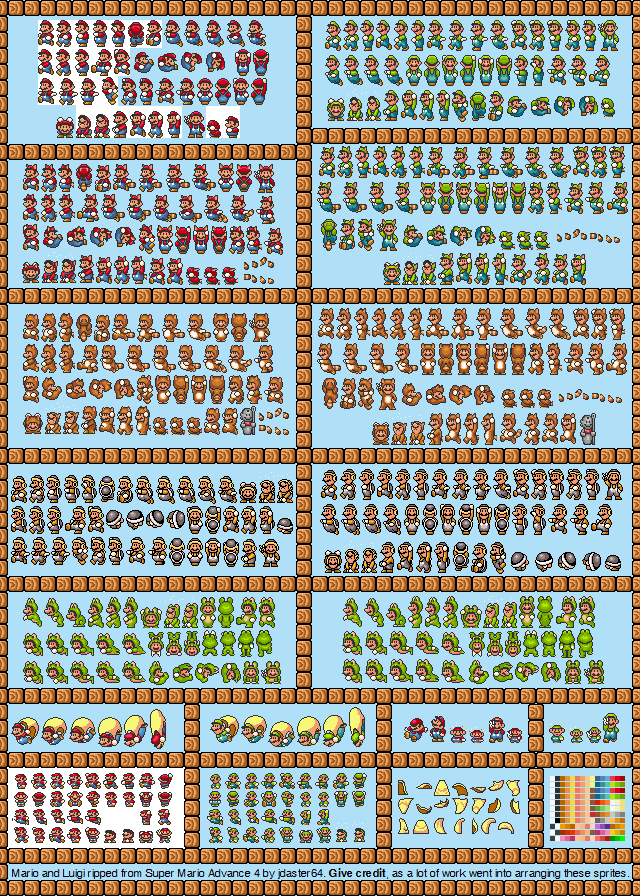 Mario and Luigi ripped from Super Mario Advance 4 by jdaster64. Give credit, as a lot of work went into arranging these sprites.